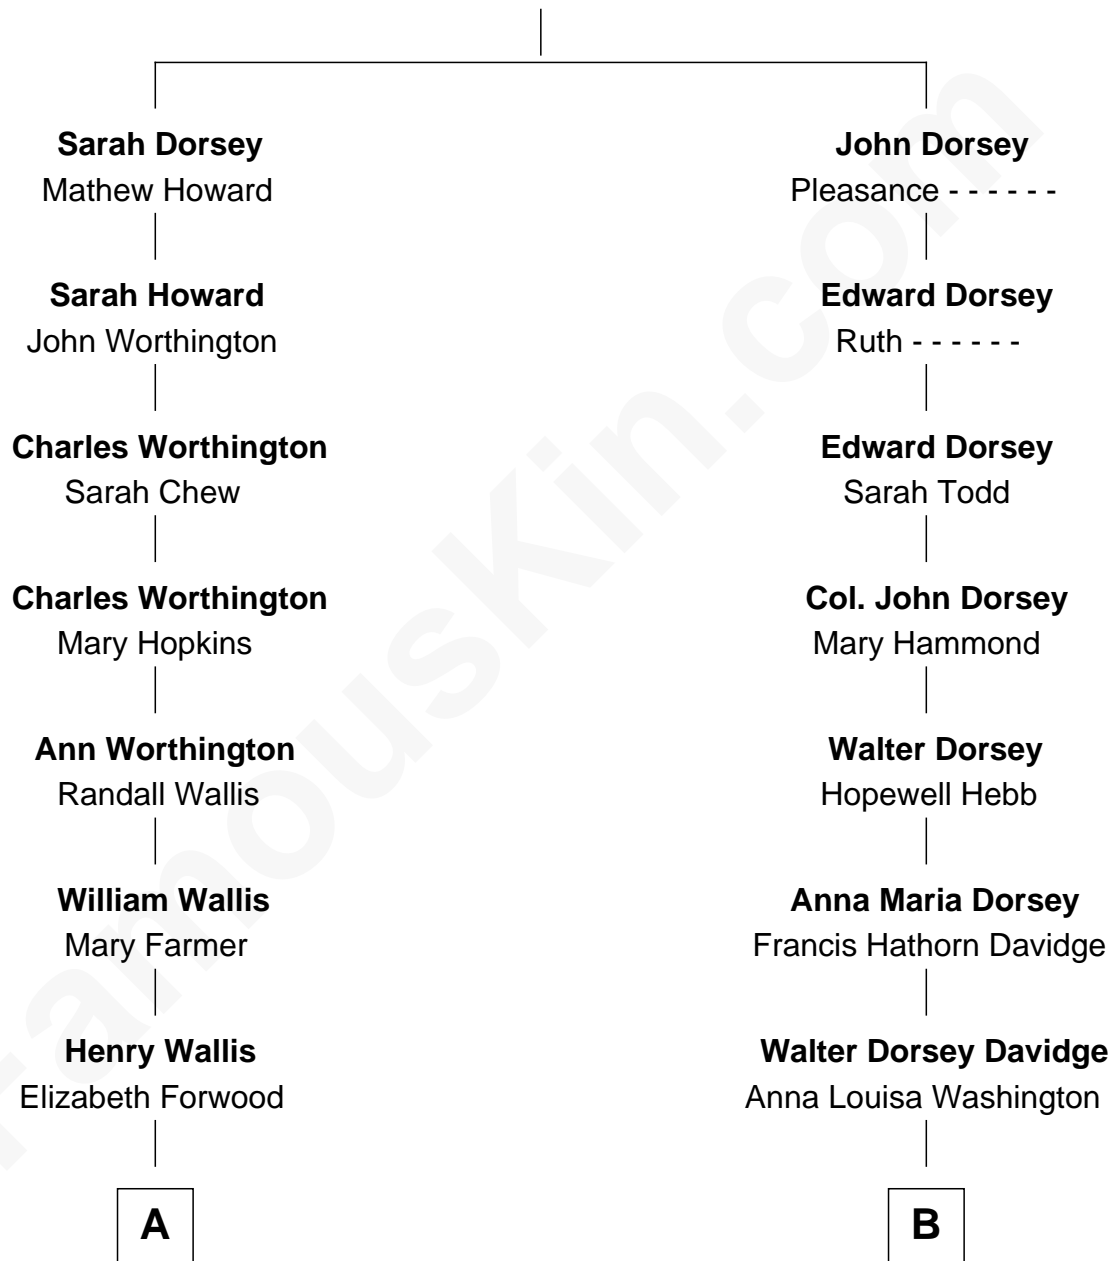 Sarah Dorsey
Mathew Howard
Sarah Howard
John Worthington
Charles Worthington
Sarah Chew
Charles Worthington
Mary Hopkins
Ann Worthington
Randall Wallis
William Wallis
Mary Farmer
Henry Wallis
Elizabeth Forwood
A
John Dorsey
Pleasance - - - - - -
Edward Dorsey
Ruth - - - - - -
Edward Dorsey
Sarah Todd
Col. John Dorsey
Mary Hammond
Walter Dorsey
Hopewell Hebb
Anna Maria Dorsey
Francis Hathorn Davidge
Walter Dorsey Davidge
Anna Louisa Washington
B
FamousKin.com